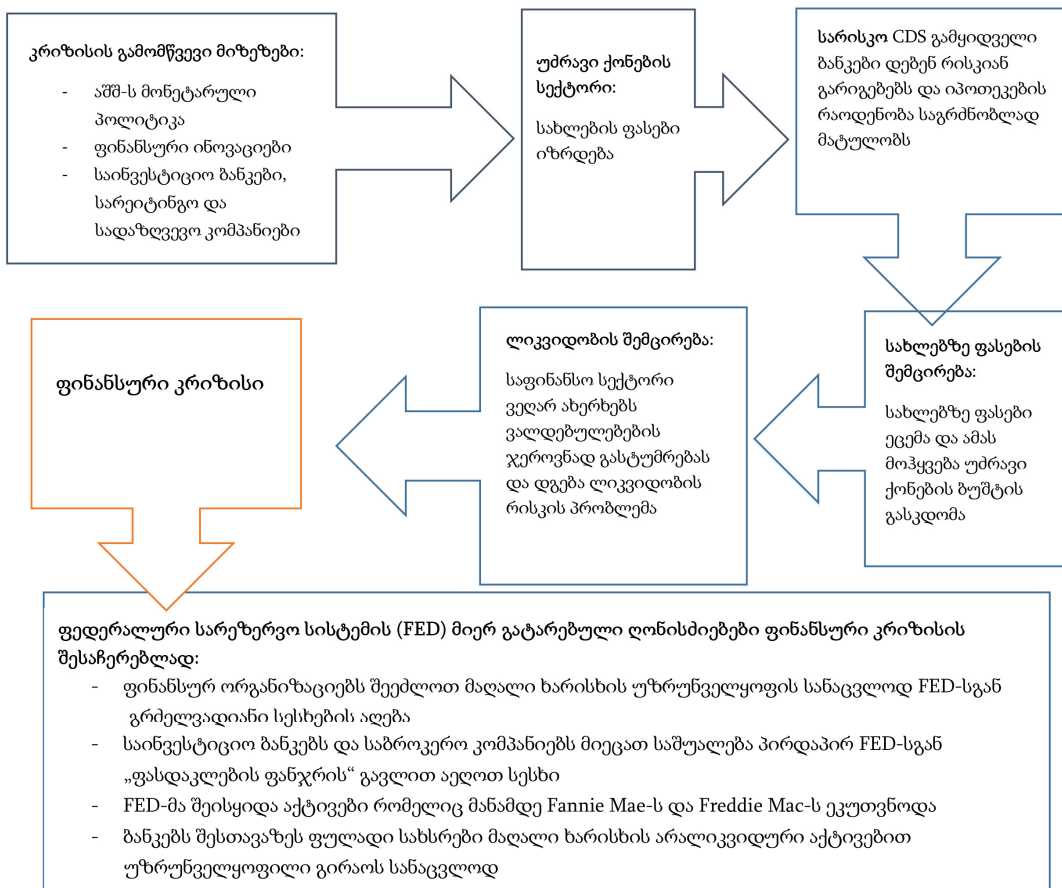 კრიზისის გამომწვევი მიზეზები:
- აშშ-ს მონეტარული
პოლიტიკა
- ფინანსური ინოვაციები
- საინვესტიციო ბანკები,
სარეიტინგო და
სადაზღვევო კომპანიები
უძრავი ქონების
სექტორი:
სახლების ფასები
იზრდება
სარისკო CDS გამყიდველი
ბანკები დებენ რისკიან
გარიგებებს და იპოთეკების
რაოდენობა საგრძნობლად
მატულობს
სახლებზე ფასების
შემცირება:
სახლებზე ფასები
ეცემა და ამას
მოჰყვება უძრავი
ქონების ბუშტის
გასკდომა
ლიკვიდობის შემცირება:
საფინანსო სექტორი
ვეღარ ახერხებს
ვალდებულებების
ჯეროვნად გასტუმრებას
და დგება ლიკვიდობის
რისკის პრობლემა
ფინანსური კრიზისი
ფედერალური სარეზერვო სისტემის (FED) მიერ გატარებული ღონისძიებები ფინანსური კრიზისის
შესაჩერებლად:
- ფინანსურ ორგანიზაციებს შეეძლოთ მაღალი ხარისხის უზრუნველყოფის სანაცვლოდ FED-სგან
გრძელვადიანი სესხების აღება
- საინვესტიციო ბანკებს და საბროკერო კომპანიებს მიეცათ საშუალება პირდაპირ FED-სგან
„ფასდაკლების ფანჯრის“ გავლით აეღოთ სესხი
- FED-მა შეისყიდა აქტივები რომელიც მანამდე Fannie Mae-ს და Freddie Mac-ს ეკუთვნოდა
- ბანკებს შესთავაზეს ფულადი სახსრები მაღალი ხარისხის არალიკვიდური აქტივებით
უზრუნველყოფილი გირაოს სანაცვლოდ